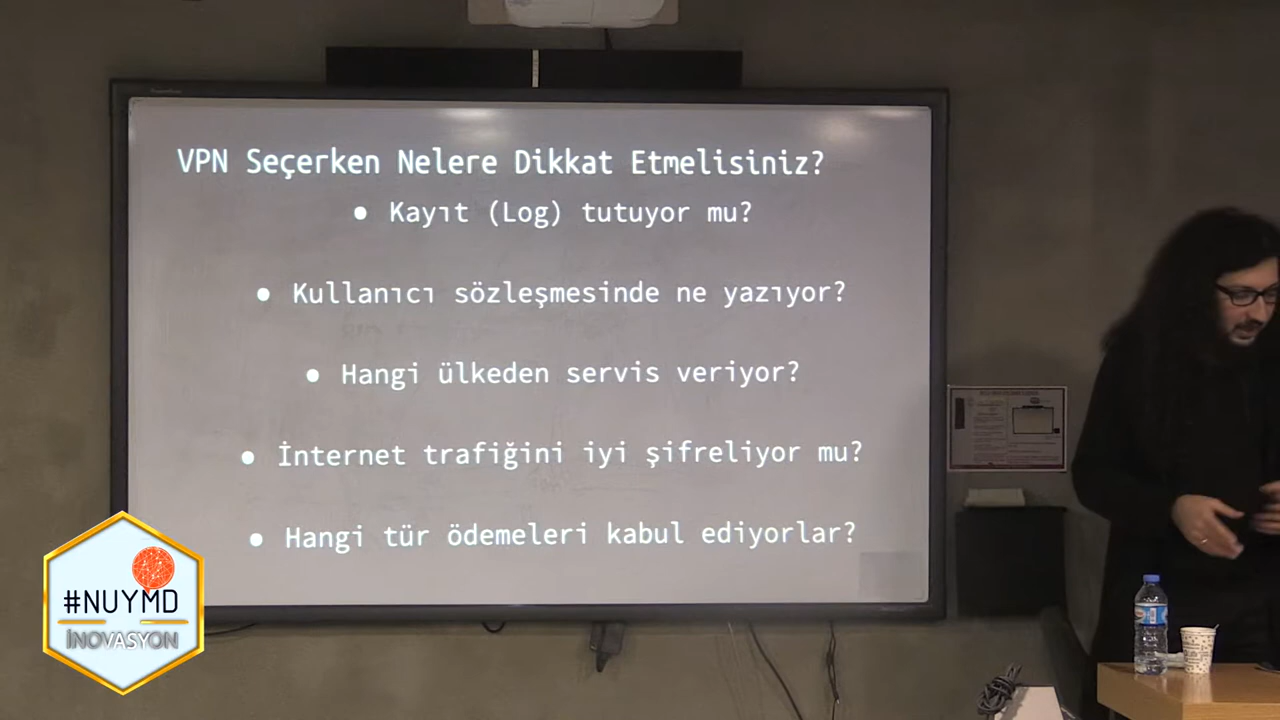 VPN Seçerken Nelere Dikkat Etmelisiniz?
• Kayıt (Log) tutuyor mu?
• Kullanıcı sözleşmesinde ne yazıyor?
• Hangi ülkeden servis veriyor?
• İnternet trafiğini iyi şifreliyor mu?
• Hangi tür ödemeleri kabul ediyorlar?
#NUYMD
İNOVASYON